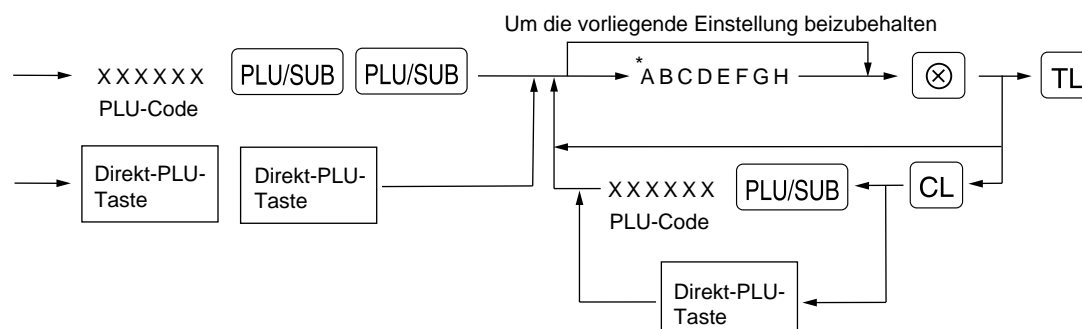 Um die vorliegende Einstellung beizubehalten
XXXXXX PLU/SUB PLU/SUB *ABCDEFGH ⊗ TL
PLU-Code
Direkt-PLU-
Taste
Direkt-PLU-
Taste
XXXXXX PLU/SUB CL
PLU-Code
Direkt-PLU-
Taste